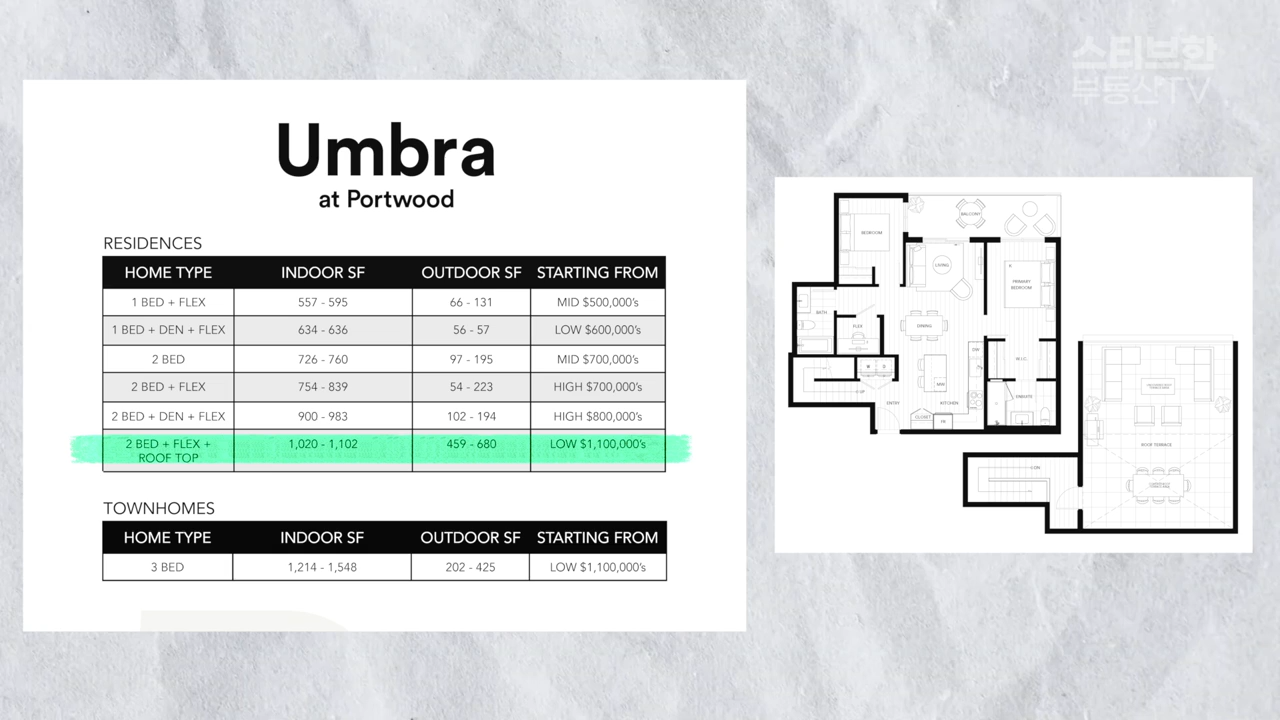 스티브한
부동산TV
Umbra
at Portwood
RESIDENCES
HOME TYPE INDOOR SF OUTDOOR SF STARTING FROM
1 BED + FLEX 557 - 595 66 - 131 MID $500,000's
1 BED + DEN + FLEX 634 - 636 56 - 57 LOW $600,000's
2 BED 726 - 760 97 - 195 MID $700,000's
2 BED + FLEX 754 - 839 54 - 223 HIGH $700,000's
2 BED + DEN + FLEX 900 - 983 102 - 194 HIGH $800,000's
2 BED + FLEX + 1,020 - 1,102 459 - 680 LOW $1,100,000's
ROOF TOP
TOWNHOMES
HOME TYPE INDOOR SF OUTDOOR SF STARTING FROM
3 BED 1,214 - 1,548 202 - 425 LOW $1,100,000's
BALCONY
BEDROOM
LIVING
PRIMARY
BEDROOM
BATH
FLEX
DINING
DW
W.I.C.
W D
UP
MW
ENSUITE
KITCHEN
CLOSET
FR
ENTRY
ROOF TERRACE
DN